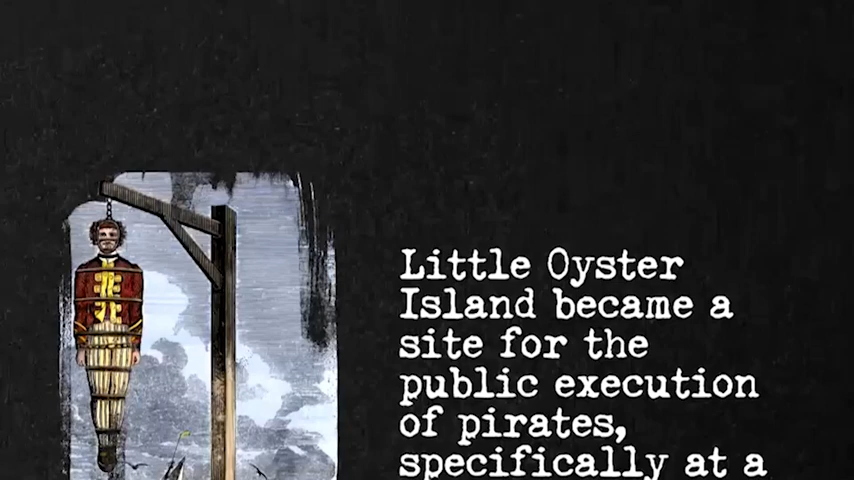 Little Oyster
Island became a
site for the
public execution
of pirates,
specifically at a